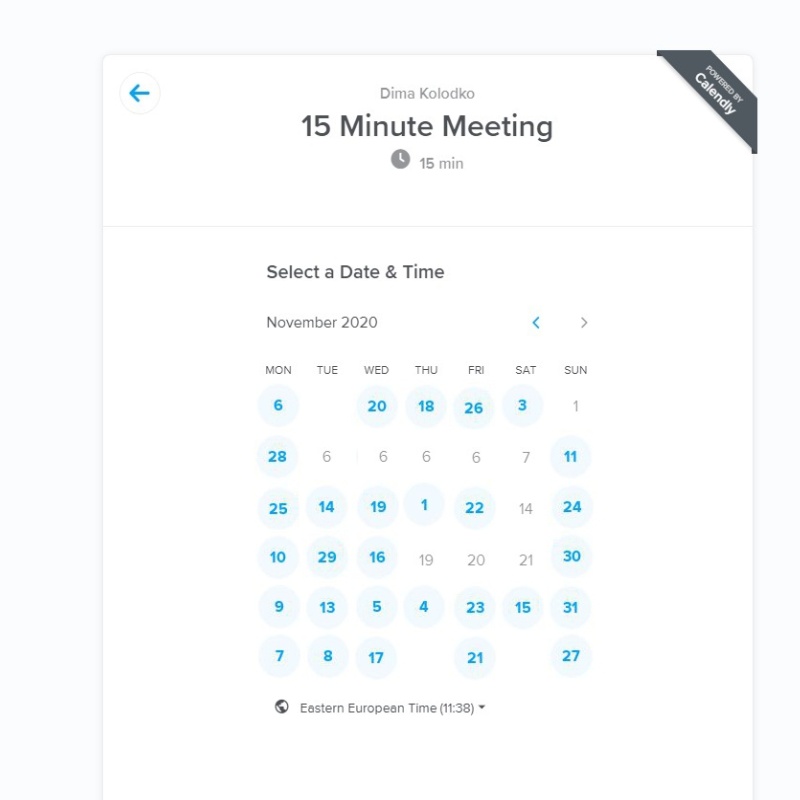 POWERED BY
Calendly
Dima Kolodko
15 Minute Meeting
15 min
Select a Date & Time
November 2020
MON TUE WED THU FRI SAT SUN
6 20 18 26 3 1
28 6 6 6 6 7 11
25 14 19 1 22 14 24
10 29 16 19 20 21 30
9 13 5 4 23 15 31
7 8 17 21 27
Eastern European Time (11:38)